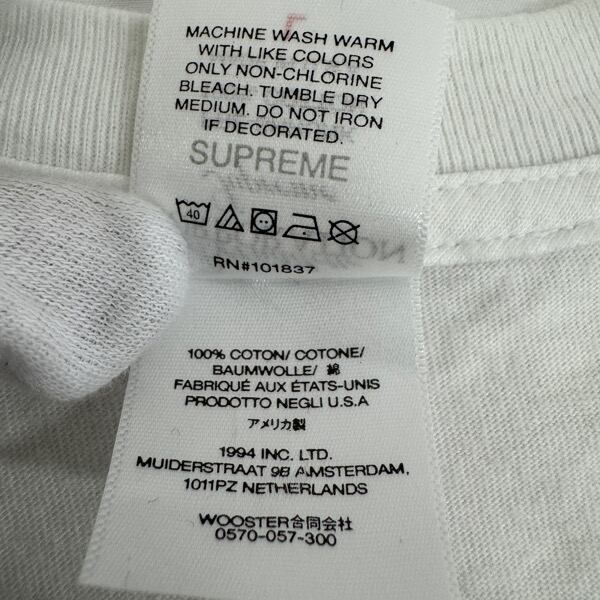 MACHINE WASH WARM
WITH LIKE COLORS
ONLY NON-CHLORINE
BLEACH. TUMBLE DRY
MEDIUM. DO NOT IRON
IF DECORATED.
SUPREME
40
RN#101837
100% COTON/ COTONE/
BAUMWOLLE/ 綿
FABRIQUÉ AUX ÉTATS-UNIS
PRODOTTO NEGLI U.S.A
アメリカ製
1994 INC. LTD.
MUIDERSTRAAT 9B AMSTERDAM,
1011PZ NETHERLANDS
WOOSTER合同会社
0570-057-300